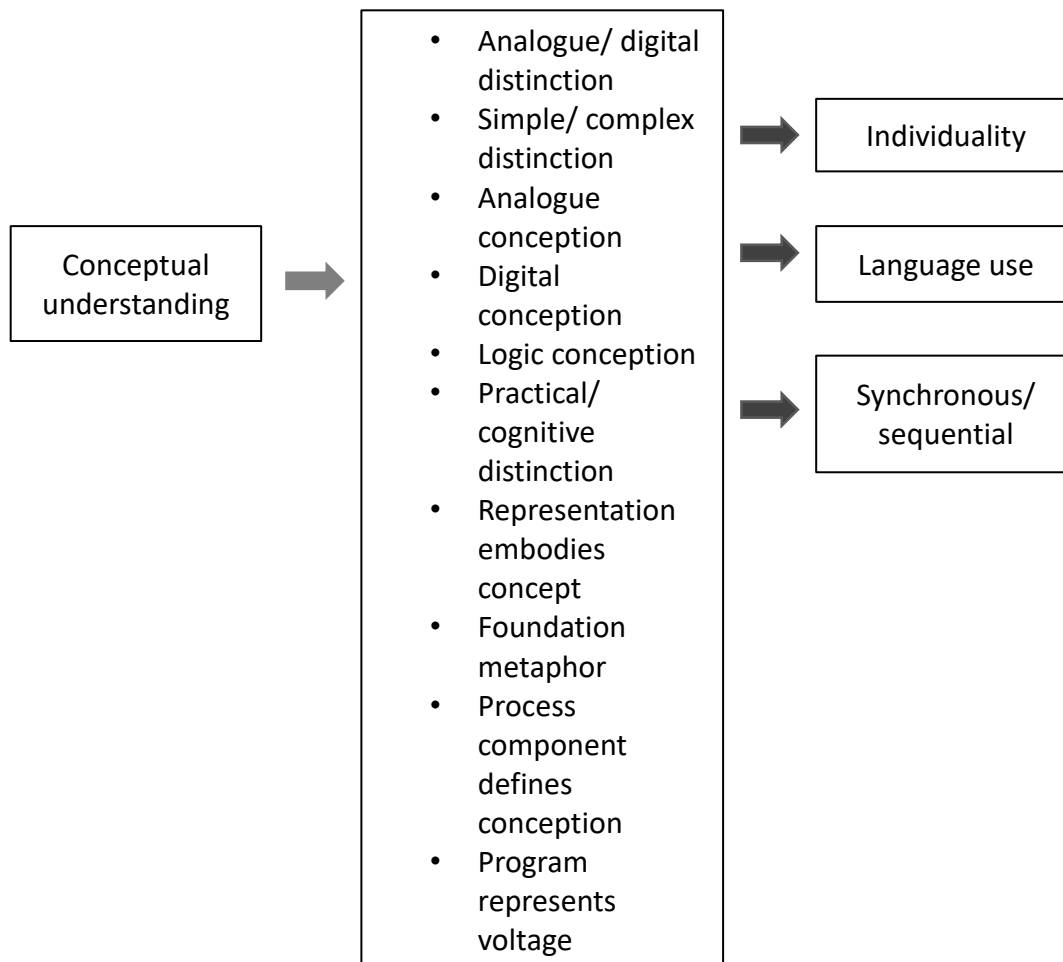 Conceptual
understanding
• Analogue/ digital
distinction
• Simple/ complex
distinction
• Analogue
conception
• Digital
conception
• Logic conception
• Practical/
cognitive
distinction
• Representation
embodies
concept
• Foundation
metaphor
• Process
component
defines
conception
• Program
represents
voltage
Individuality
Language use
Synchronous/
sequential